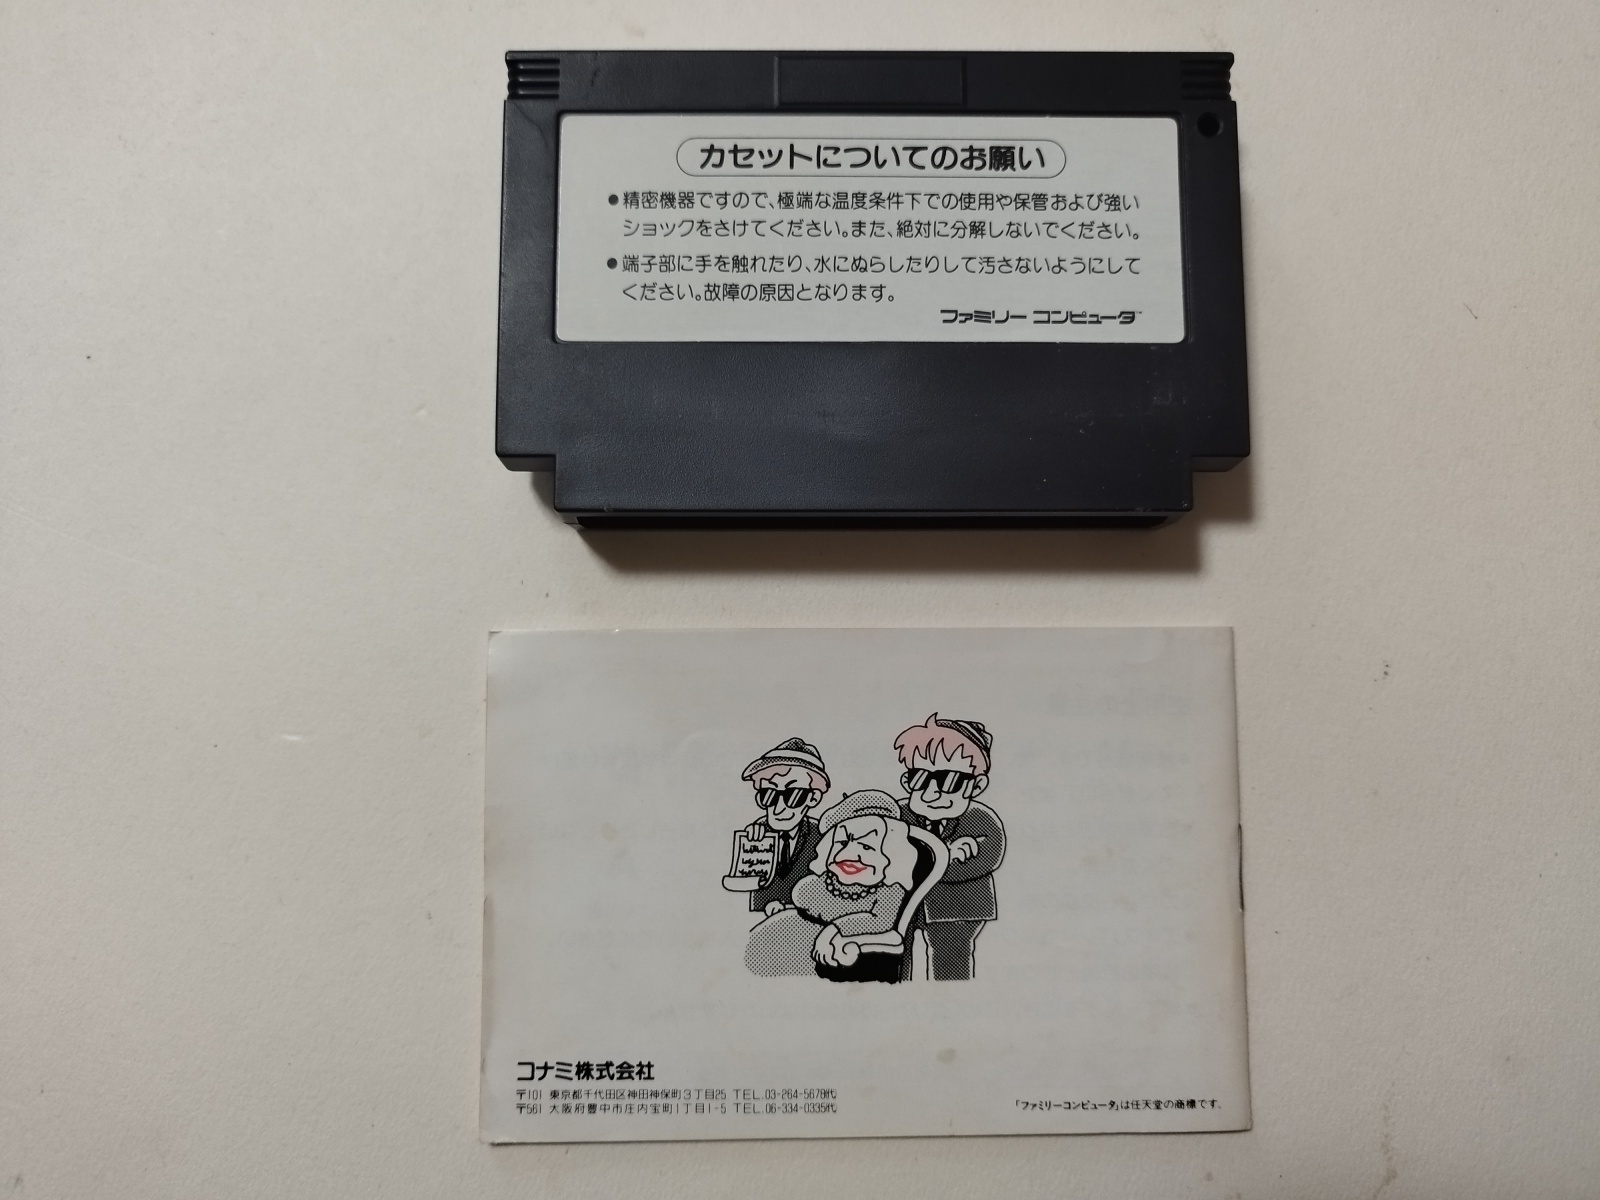 カセットについてのお願い
●精密機器ですので、極端な温度条件下での使用や保管および強い
ショックをさけてください。また、絶対に分解しないでください。
●端子部に手を触れたり、水にぬらしたりして汚さないようにして
ください。故障の原因となります。
ファミリー コンピュータ™
コナミ株式会社
〒101 東京都千代田区神田神保町3丁目25 TEL.03-264-5678代
〒561 大阪府豊中市庄内宝町1丁目1-5 TEL.06-334-0335代
「ファミリーコンピュータ」は任天堂の商標です。